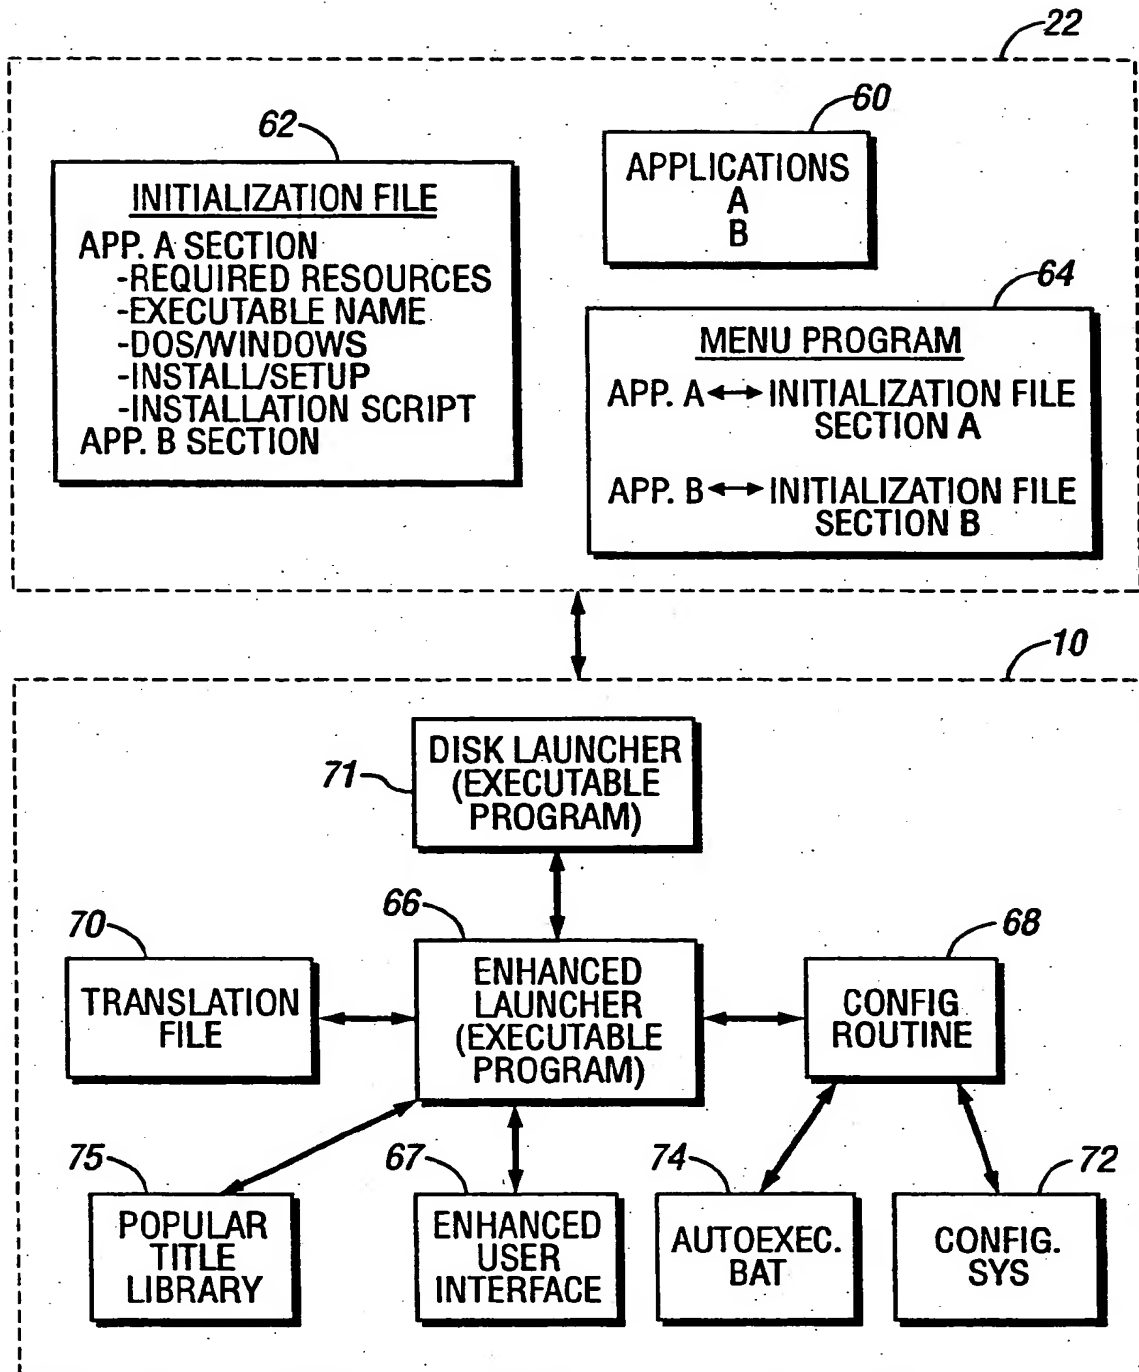 22
62
INITIALIZATION FILE
APP. A SECTION
-REQUIRED RESOURCES
-EXECUTABLE NAME
-DOS/WINDOWS
-INSTALL/SETUP
-INSTALLATION SCRIPT
APP. B SECTION
60
APPLICATIONS
A
B
64
MENU PROGRAM
APP. A↔INITIALIZATION FILE
SECTION A
APP. B↔INITIALIZATION FILE
SECTION B
10
71
DISK LAUNCHER
(EXECUTABLE
PROGRAM)
70
TRANSLATION
FILE
66
ENHANCED
LAUNCHER
(EXECUTABLE
PROGRAM)
68
CONFIG
ROUTINE
75
POPULAR
TITLE
LIBRARY
67
ENHANCED
USER
INTERFACE
74
AUTOEXEC.
BAT
72
CONFIG.
SYS